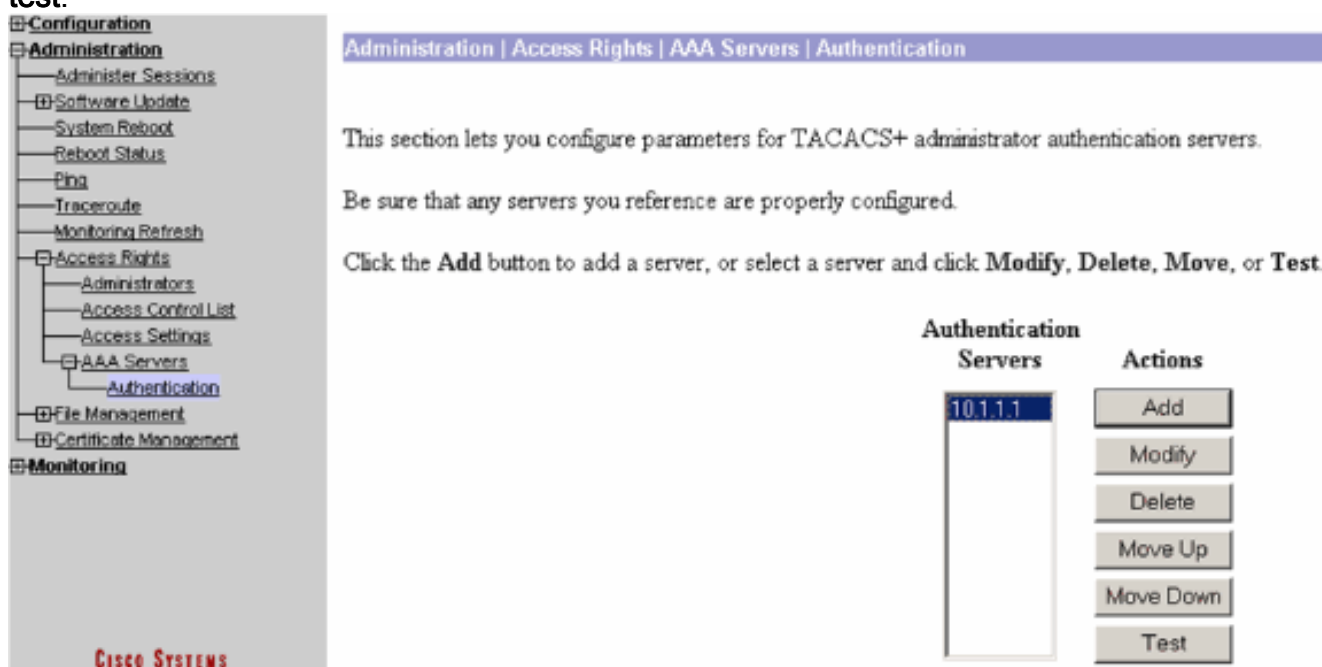 test.
Configuration
Administration
Administer Sessions
Software Update
System Reboot
Reboot Status
Ping
Traceroute
Monitoring Refresh
Access Rights
Administrators
Access Control List
Access Settings
AAA Servers
Authentication
File Management
Certificate Management
Monitoring
CISCO SYSTEMS
Administration | Access Rights | AAA Servers | Authentication
This section lets you configure parameters for TACACS+ administrator authentication servers.
Be sure that any servers you reference are properly configured.
Click the Add button to add a server, or select a server and click Modify, Delete, Move, or Test.
Authentication
Servers
Actions
10.1.1.1
Add
Modify
Delete
Move Up
Move Down
Test